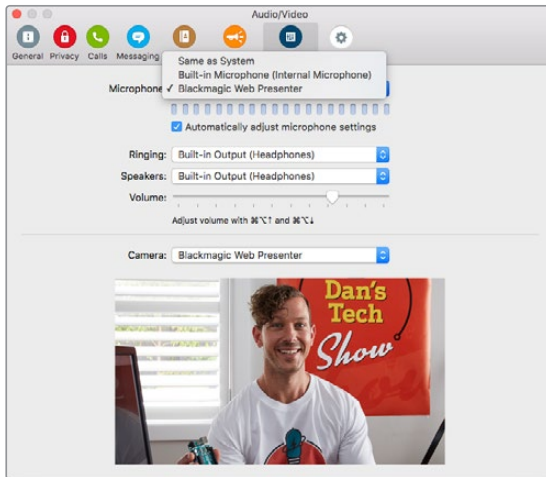 Audio/Video
General Privacy Calls Messaging
Same as System
Built-in Microphone (Internal Microphone)
Microphone ✓ Blackmagic Web Presenter
Automatically adjust microphone settings
Ringing: Built-in Output (Headphones)
Speakers: Built-in Output (Headphones)
Volume:
Adjust volume with ⌘⌥↑ and ⌘⌥↓
Camera: Blackmagic Web Presenter
Dan's
Tech
Show